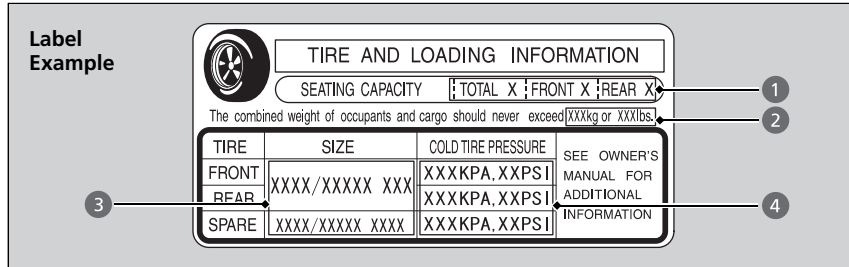 Label
Example
TIRE AND LOADING INFORMATION
SEATING CAPACITY TOTAL X FRONT X REAR X
1
The combined weight of occupants and cargo should never exceed XXXkg or XXXlbs.
2
TIRE SIZE COLD TIRE PRESSURE
SEE OWNER'S
MANUAL FOR
ADDITIONAL
INFORMATION
FRONT XXXX/XXXXX XXX XXXKPA, XXPSI
REAR XXXKPA, XXPSI
SPARE XXXX/XXXXX XXXX XXXKPA, XXPSI
3
4